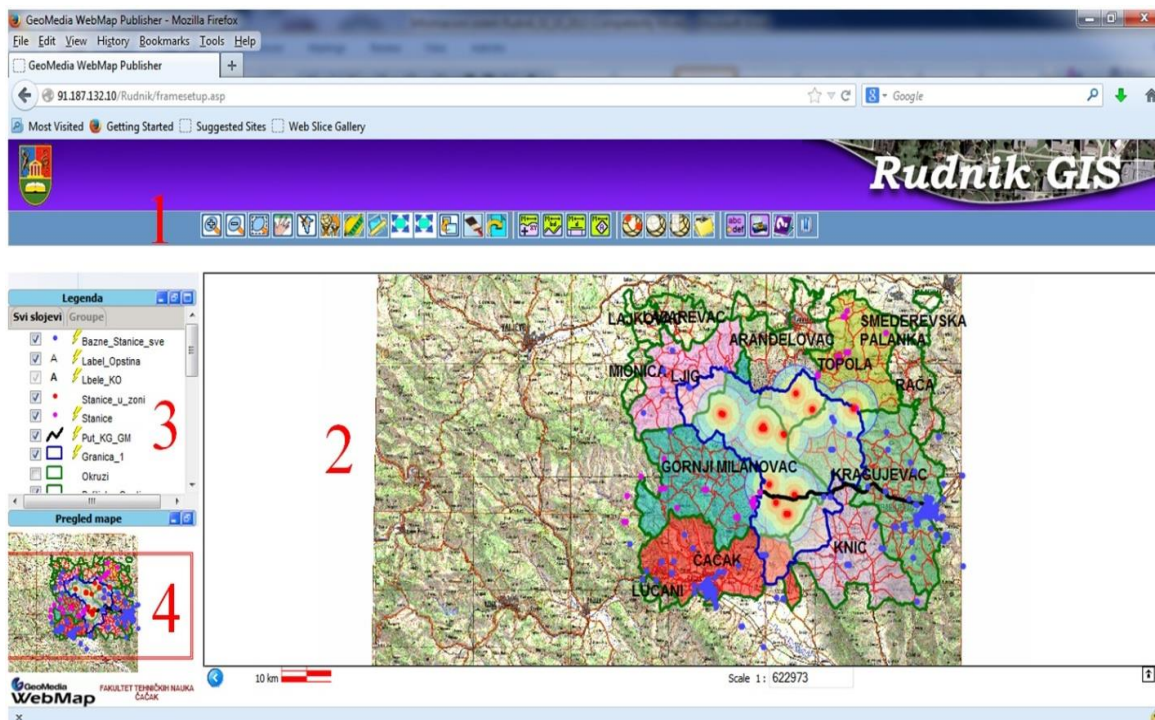 GeoMedia WebMap Publisher - Mozilla Firefox
File Edit View History Bookmarks Tools Help
GeoMedia WebMap Publisher +
91.187.132.10/Rudnik/framesetup.asp
Google
Most Visited Getting Started Suggested Sites Web Slice Gallery
Rudnik GIS
1
abc
def
Legenda
Svi slojevi Groupe
Bazne_Stanice_sve
A Label_Opstina
A Lbele_KO
Stanice_u_zoni
Stanice
Put_KG_GM
Granica_1
Okruzi
3
Pregled mape
4
2
SMEDEREVSKA
PALANKA
ARANĐELOVAC
TOPOLA
MIONICA
LJIG
RAČA
GORNJI MILANOVAC
KRAGUJEVAC
KNIĆ
ČAČAK
LUČANI
GeoMedia
WebMap
FAKULTET TEHNIČKIH NAUKA
ČAČAK
10 km
Scale 1 : 622973